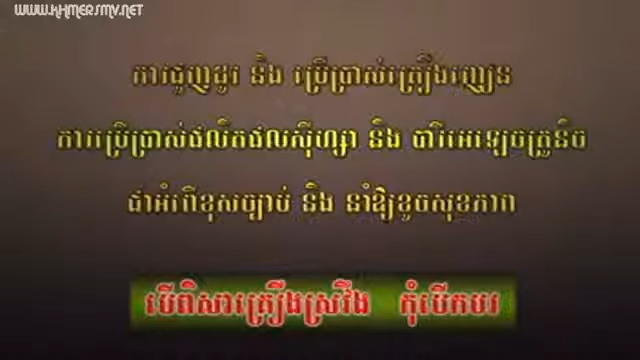 WWW.KHMERSMV.NET
ការជួញដូរ និង ប្រើប្រាស់គ្រឿងញៀន
ការប្រើប្រាស់ផលិតផលស៊ីហ្សា និង បារីអេឡិចត្រូនិច
ជាអំពើខុសច្បាប់ និង នាំឱ្យខូចសុខភាព
បើពិសាគ្រឿងស្រវឹង កុំបើកបរ